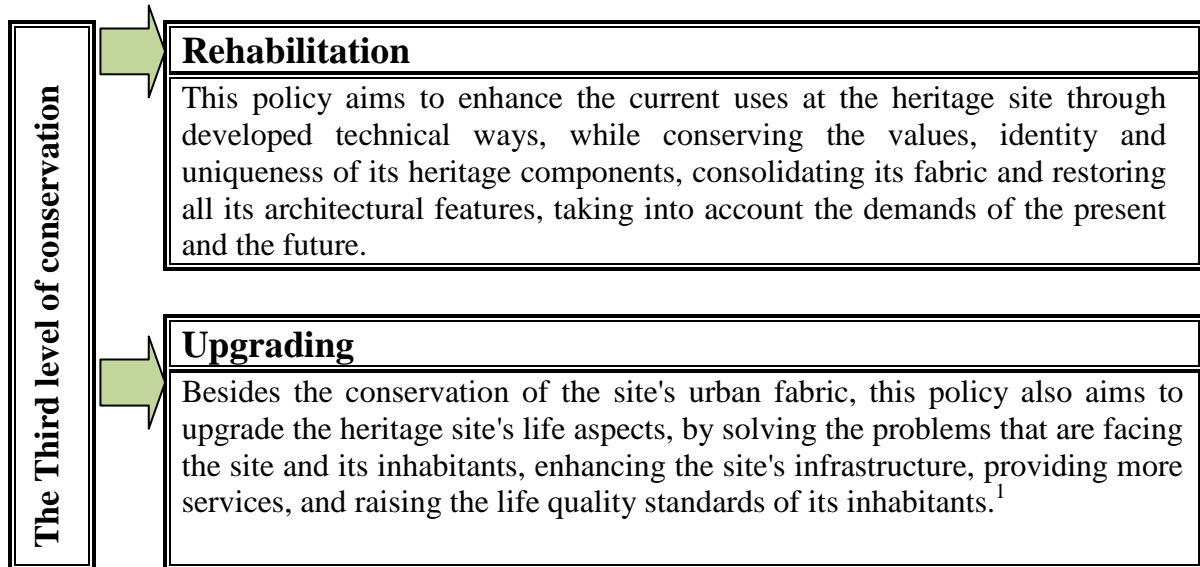 The Third level of conservation
Rehabilitation
This policy aims to enhance the current uses at the heritage site through
developed technical ways, while conserving the values, identity and
uniqueness of its heritage components, consolidating its fabric and restoring
all its architectural features, taking into account the demands of the present
and the future.
Upgrading
Besides the conservation of the site's urban fabric, this policy also aims to
upgrade the heritage site's life aspects, by solving the problems that are facing
the site and its inhabitants, enhancing the site's infrastructure, providing more
services, and raising the life quality standards of its inhabitants.1